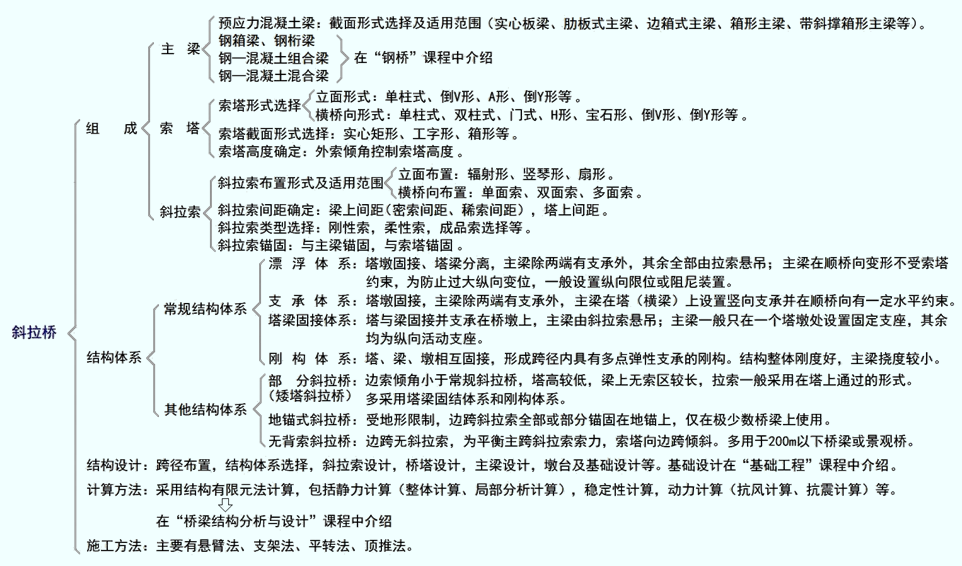 预应力混凝土梁：截面形式选择及适用范围（实心板梁、肋板式主梁、边箱式主梁、箱形主梁、带斜撑箱形主梁等）。
主 梁
钢箱梁、钢桁梁
钢—混凝土组合梁
在“钢桥”课程中介绍
钢—混凝土混合梁
组 成
索 塔
索塔形式选择
立面形式：单柱式、倒V形、A形、倒Y形等。
横桥向形式：单柱式、双柱式、门式、H形、宝石形、倒V形、倒Y形等。
索塔截面形式选择：实心矩形、工字形、箱形等。
索塔高度确定：外索倾角控制索塔高度。
斜拉索
斜拉索布置形式及适用范围
立面布置：辐射形、竖琴形、扇形。
横桥向布置：单面索、双面索、多面索。
斜拉索间距确定：梁上间距（密索间距、稀索间距），塔上间距。
斜拉索类型选择：刚性索，柔性索，成品索选择等。
斜拉索锚固：与主梁锚固，与索塔锚固。
斜拉桥
结构体系
常规结构体系
漂 浮 体 系：塔墩固接、塔梁分离，主梁除两端有支承外，其余全部由拉索悬吊；主梁在顺桥向变形不受索塔
约束，为防止过大纵向变位，一般设置纵向限位或阻尼装置。
支 承 体 系：塔墩固接，主梁除两端有支承外，主梁在塔（横梁）上设置竖向支承并在顺桥向有一定水平约束。
塔梁固接体系：塔与梁固接并支承在桥墩上，主梁由斜拉索悬吊；主梁一般只在一个塔墩处设置固定支座，其余
均为纵向活动支座。
刚 构 体 系：塔、梁、墩相互固接，形成跨径内具有多点弹性支承的刚构。结构整体刚度好，主梁挠度较小。
其他结构体系
部 分斜拉桥：边索倾角小于常规斜拉桥，塔高较低，梁上无索区较长，拉索一般采用在塔上通过的形式。
（矮塔斜拉桥） 多采用塔梁固结体系和刚构体系。
地锚式斜拉桥：受地形限制，边跨斜拉索全部或部分锚固在地锚上，仅在极少数桥梁上使用。
无背索斜拉桥：边跨无斜拉索，为平衡主跨斜拉索索力，索塔向边跨倾斜。多用于200m以下桥梁或景观桥。
结构设计：跨径布置，结构体系选择，斜拉索设计，桥塔设计，主梁设计，墩台及基础设计等。基础设计在“基础工程”课程中介绍。
计算方法：采用结构有限元法计算，包括静力计算（整体计算、局部分析计算），稳定性计算，动力计算（抗风计算、抗震计算）等。
在“桥梁结构分析与设计”课程中介绍
施工方法：主要有悬臂法、支架法、平转法、顶推法。